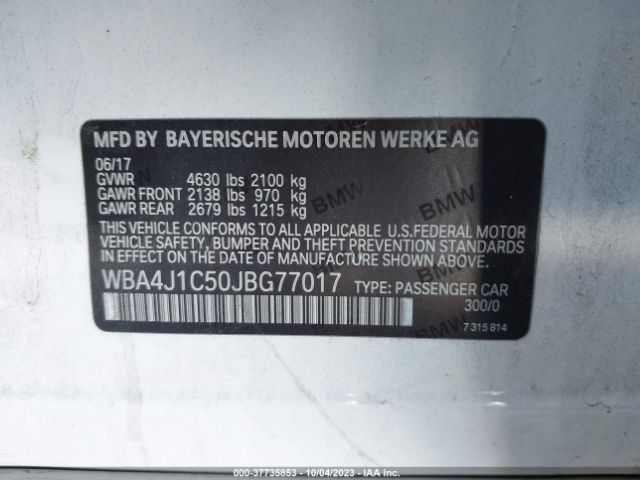 MFD BY BAYERISCHE MOTOREN WERKE AG
06/17
GVWR 4630 lbs 2100 kg
GAWR FRONT 2138 lbs 970 kg
GAWR REAR 2679 lbs 1215 kg
THIS VEHICLE CONFORMS TO ALL APPLICABLE U.S.FEDERAL MOTOR
VEHICLE SAFETY, BUMPER AND THEFT PREVENTION STANDARDS
IN EFFECT ON THE DATE OF MANUFACTURE SHOWN ABOVE.
WBA4J1C50JBG77017 TYPE: PASSENGER CAR
300/0
7 315 814
BMW
BMW
BMW
BMW
000-37735853 - 10/04/2023 - IAAI.COM